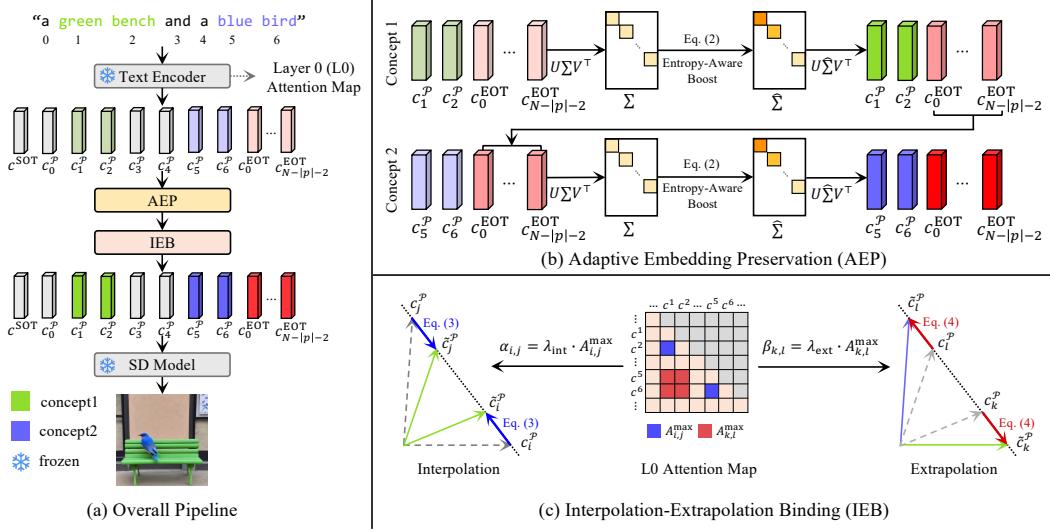 “a green bench and a blue bird”
0 1 2 3 4 5 6
Text Encoder
Layer 0 (L0)
Attention Map
c^SOT c_0^𝒫 c_1^𝒫 c_2^𝒫 c_3^𝒫 c_4^𝒫 c_5^𝒫 c_6^𝒫 c_0^EOT ... c_{N−|p|−2}^EOT
AEP
IEB
c^SOT c_0^𝒫 c_1^𝒫 c_2^𝒫 c_3^𝒫 c_4^𝒫 c_5^𝒫 c_6^𝒫 c_0^EOT ... c_{N−|p|−2}^EOT
SD Model
concept1
concept2
frozen
(a) Overall Pipeline
Concept 1
c_1^𝒫 c_2^𝒫 c_0^EOT ... c_{N−|p|−2}^EOT
UΣV^⊤
Σ
Eq. (2)
Entropy-Aware
Boost
Σ̂
UΣ̂V^⊤
c_1^𝒫 c_2^𝒫 c_0^EOT ... c_{N−|p|−2}^EOT
Concept 2
c_5^𝒫 c_6^𝒫 c_0^EOT ... c_{N−|p|−2}^EOT
UΣV^⊤
Σ
Eq. (2)
Entropy-Aware
Boost
Σ̂
UΣ̂V^⊤
c_5^𝒫 c_6^𝒫 c_0^EOT ... c_{N−|p|−2}^EOT
(b) Adaptive Embedding Preservation (AEP)
c_j^𝒫
Eq. (3)
c̃_j^𝒫
c̃_i^𝒫
Eq. (3)
c_i^𝒫
Interpolation
α_{i,j} = λ_int · A_{i,j}^max
... c^1 c^2 ... c^5 c^6 ...
⋮
c^1
c^2
⋮
c^5
c^6
⋮
A_{i,j}^max A_{k,l}^max
L0 Attention Map
β_{k,l} = λ_ext · A_{k,l}^max
c̃_l^𝒫
Eq. (4)
c_l^𝒫
c_k^𝒫
Eq. (4)
c̃_k^𝒫
Extrapolation
(c) Interpolation-Extrapolation Binding (IEB)